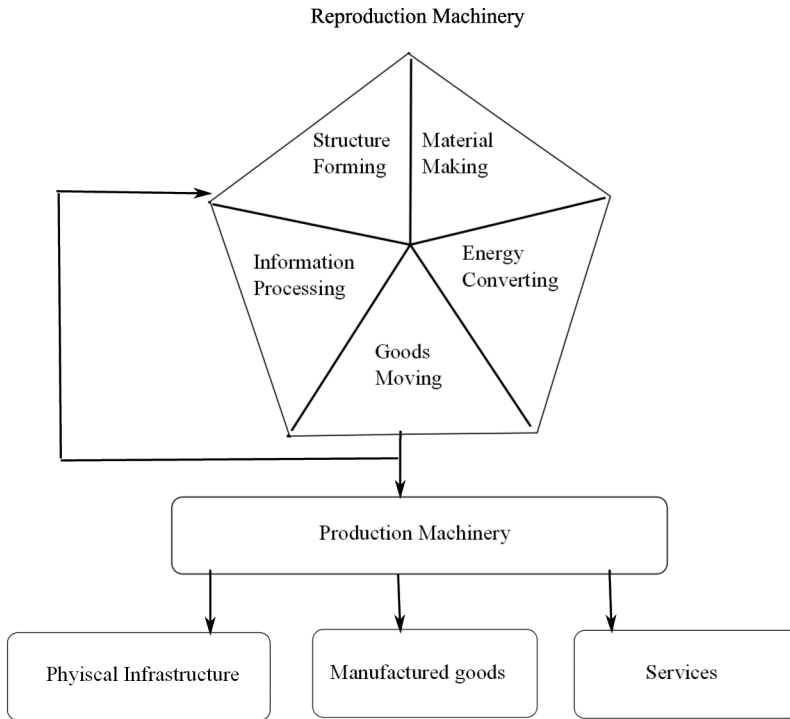 Reproduction Machinery
Structure
Forming
Material
Making
Information
Processing
Energy
Converting
Goods
Moving
Production Machinery
Phyiscal Infrastructure
Manufactured goods
Services